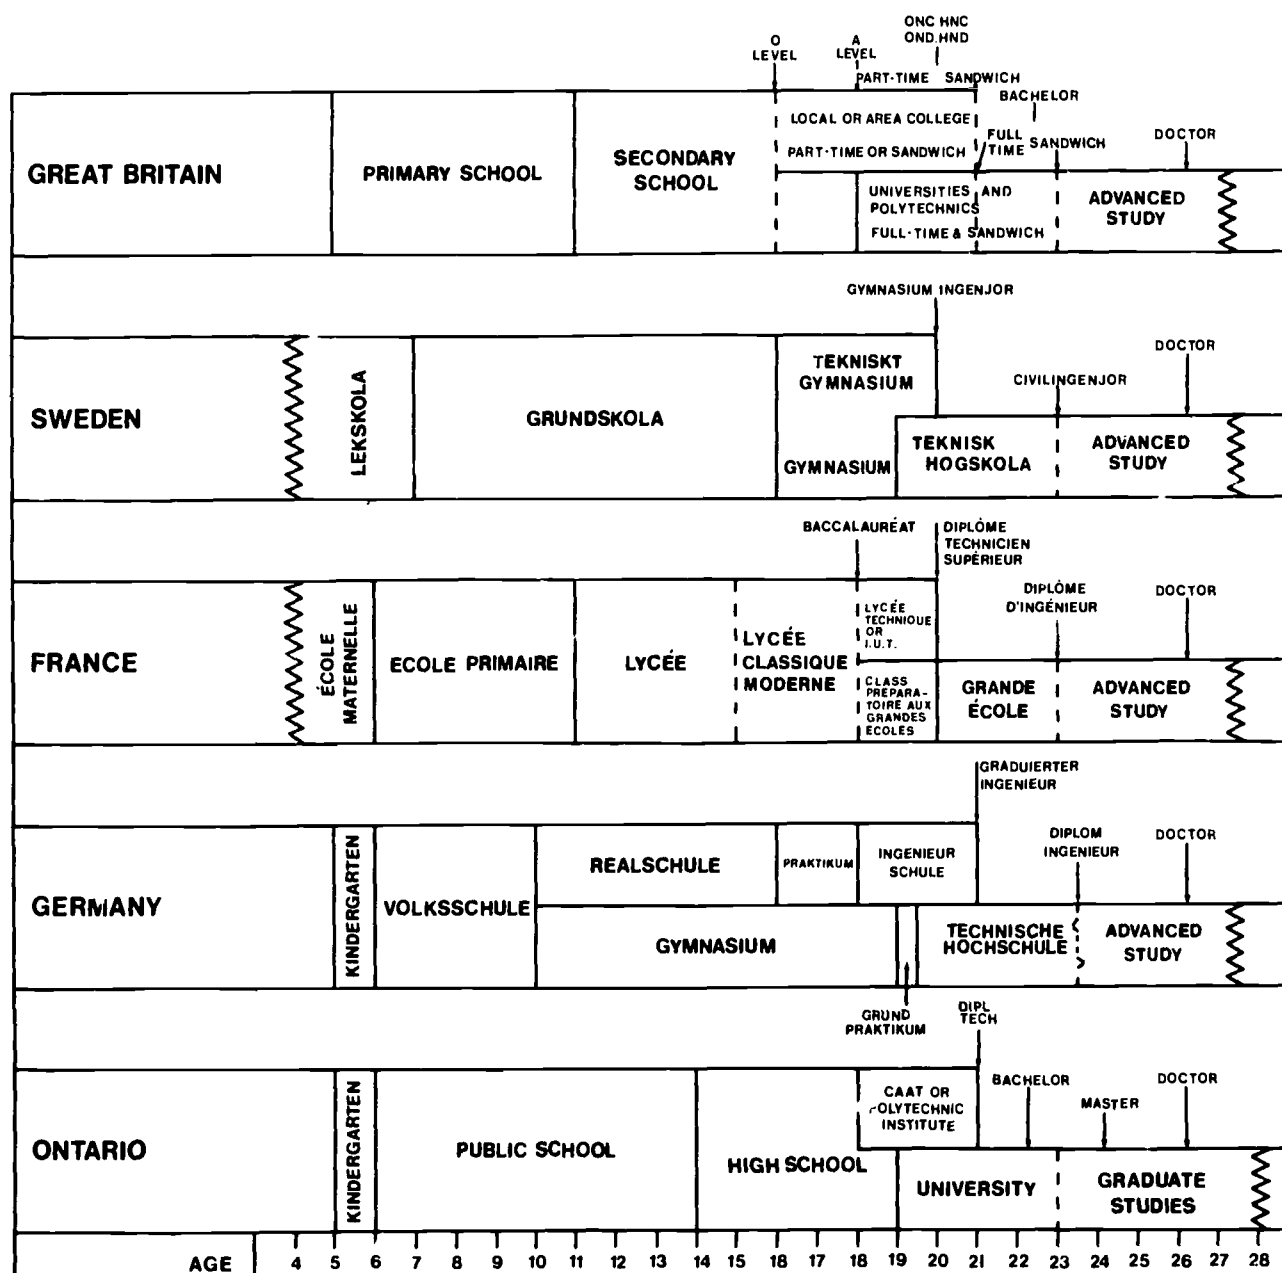 ONC HNC
OND.HND
O
LEVEL
A
LEVEL
PART-TIME SANDWICH
BACHELOR
LOCAL OR AREA COLLEGE
FULL
TIME
SANDWICH
DOCTOR
PART-TIME OR SANDWICH
GREAT BRITAIN
PRIMARY SCHOOL
SECONDARY
SCHOOL
UNIVERSITIES AND
POLYTECHNICS
FULL-TIME & SANDWICH
ADVANCED
STUDY
GYMNASIUM INGENJOR
DOCTOR
CIVILINGENJOR
SWEDEN
LEKSKOLA
GRUNDSKOLA
TEKNISKT
GYMNASIUM
GYMNASIUM
TEKNISK
HOGSKOLA
ADVANCED
STUDY
BACCALAURÉAT
DIPLÔME
TECHNICIEN
SUPÉRIEUR
DIPLÔME
D'INGÉNIEUR
DOCTOR
FRANCE
ÉCOLE
MATERNELLE
ECOLE PRIMAIRE
LYCÉE
LYCÉE
CLASSIQUE
MODERNE
LYCÉE
TECHNIQUE
OR
I.U.T.
CLASS
PRÉPARA-
TOIRE AUX
GRANDES
ECOLES
GRANDE
ÉCOLE
ADVANCED
STUDY
GRADUIERTER
INGENIEUR
DIPLOM
INGENIEUR
DOCTOR
GERMANY
KINDERGARTEN
VOLKSSCHULE
REALSCHULE
PRAKTIKUM
INGENIEUR
SCHULE
GYMNASIUM
TECHNISCHE
HOCHSCHULE
ADVANCED
STUDY
GRUND
PRAKTIKUM
DIPL
TECH
BACHELOR
MASTER
DOCTOR
ONTARIO
KINDERGARTEN
PUBLIC SCHOOL
HIGH SCHOOL
CAAT OR
POLYTECHNIC
INSTITUTE
UNIVERSITY
GRADUATE
STUDIES
AGE 4 5 6 7 8 9 10 11 12 13 14 15 16 17 18 19 20 21 22 23 24 25 26 27 28